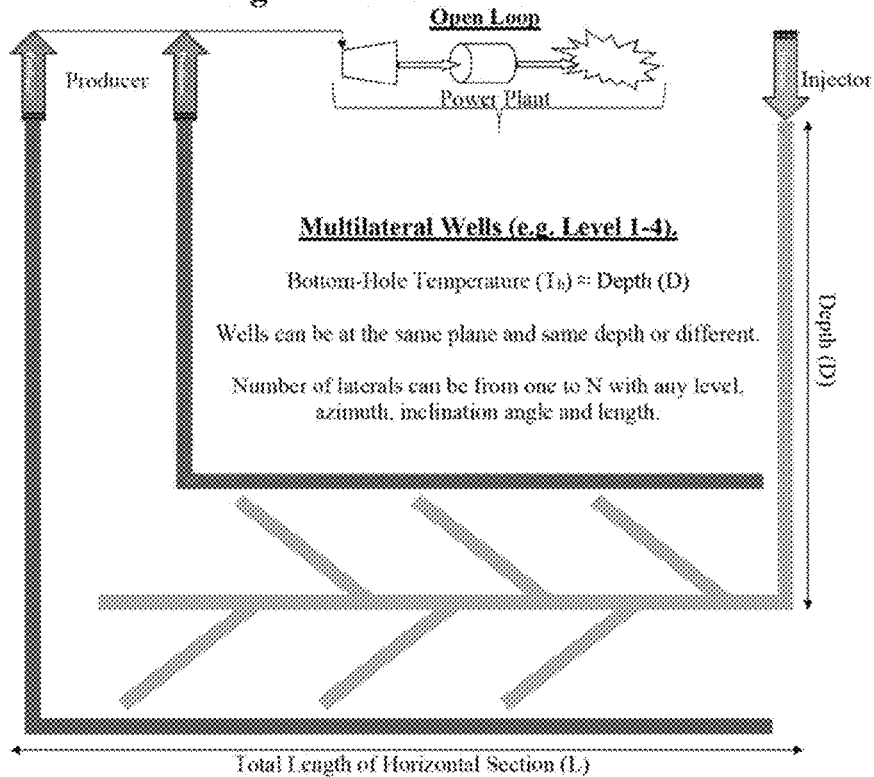 Open Loop
Producer
Injector
Power Plant
Multilateral Wells (e.g. Level 1-4).
Bottom-Hole Temperature (Tₕ) ≈ Depth (D)
Depth (D)
Wells can be at the same plane and same depth or different.
Number of laterals can be from one to N with any level,
azimuth, inclination angle and length.
Total Length of Horizontal Section (L)